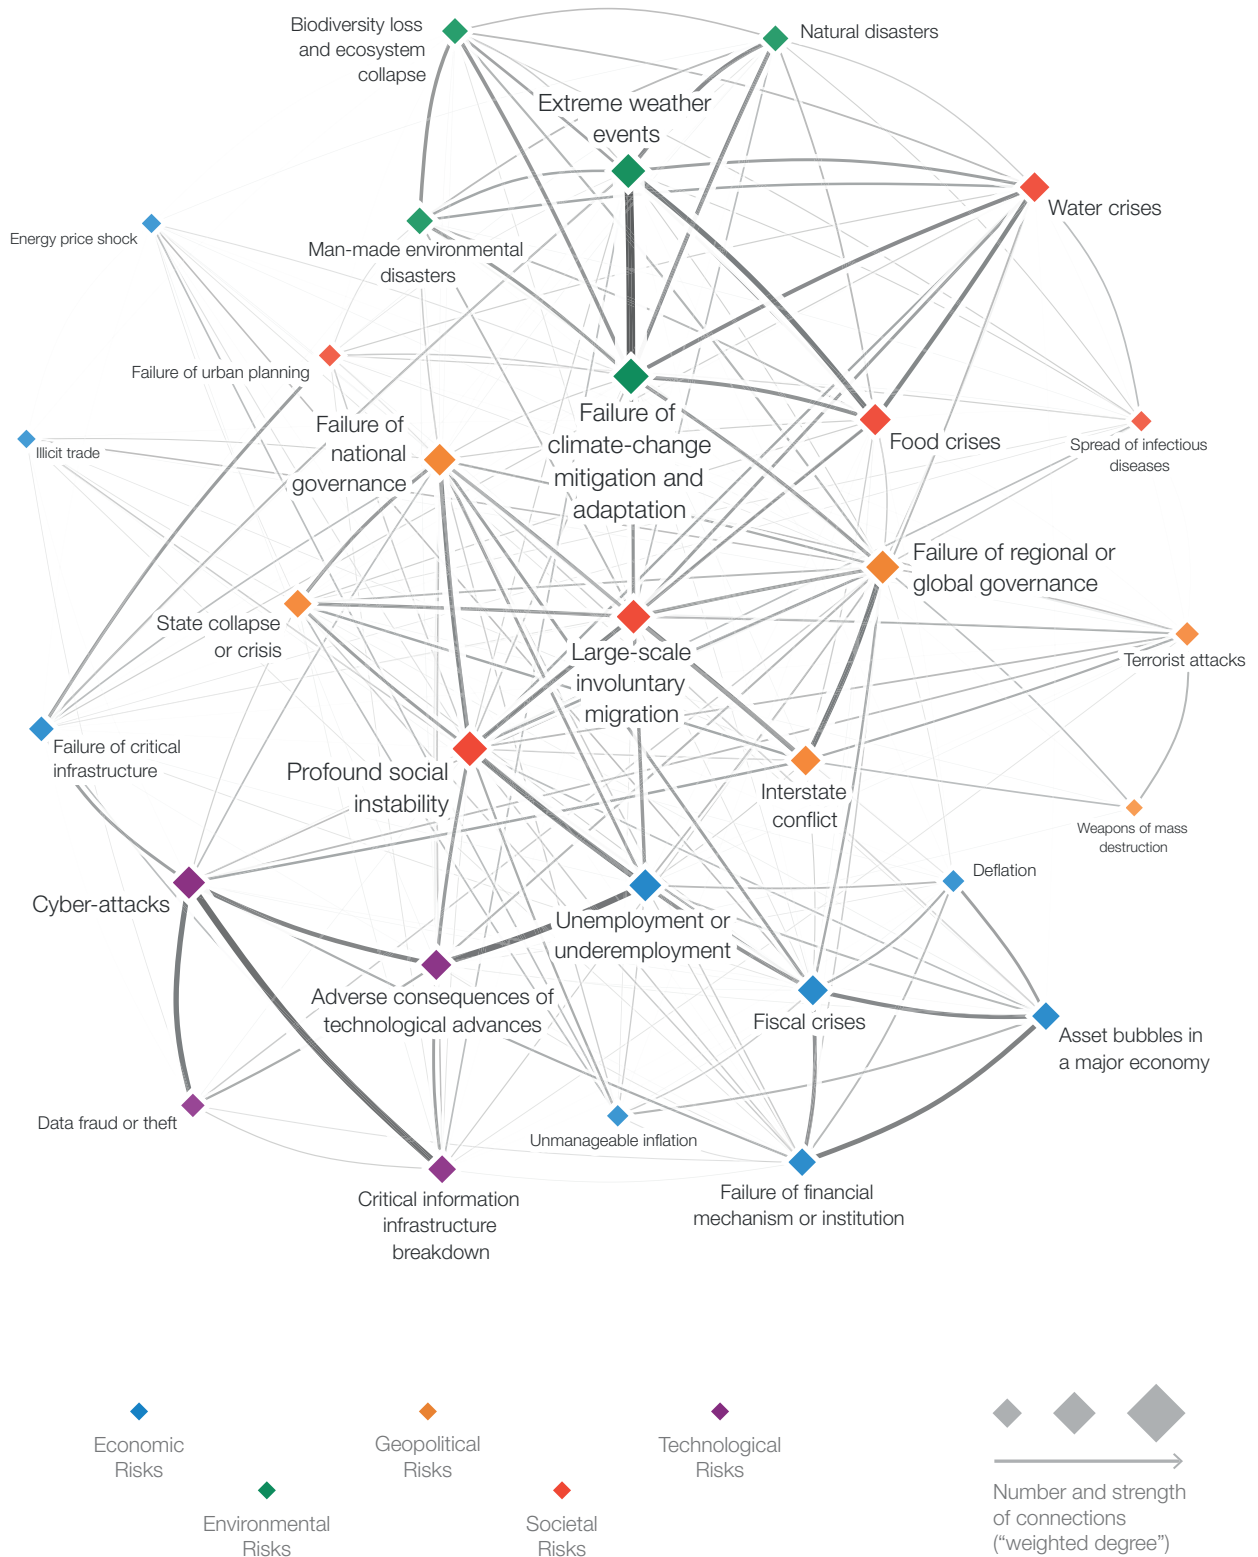 Biodiversity loss
and ecosystem
collapse
Natural disasters
Extreme weather
events
Water crises
Energy price shock
Man-made environmental
disasters
Failure of urban planning
Failure of
national
governance
Failure of
climate-change
mitigation and
adaptation
Food crises
Spread of infectious
diseases
Illicit trade
Failure of regional or
global governance
State collapse
or crisis
Large-scale
involuntary
migration
Terrorist attacks
Failure of critical
infrastructure
Profound social
instability
Interstate
conflict
Weapons of mass
destruction
Deflation
Cyber-attacks
Unemployment or
underemployment
Adverse consequences of
technological advances
Fiscal crises
Asset bubbles in
a major economy
Data fraud or theft
Unmanageable inflation
Critical information
infrastructure
breakdown
Failure of financial
mechanism or institution
Economic
Risks
Geopolitical
Risks
Technological
Risks
Environmental
Risks
Societal
Risks
Number and strength
of connections
(“weighted degree”)